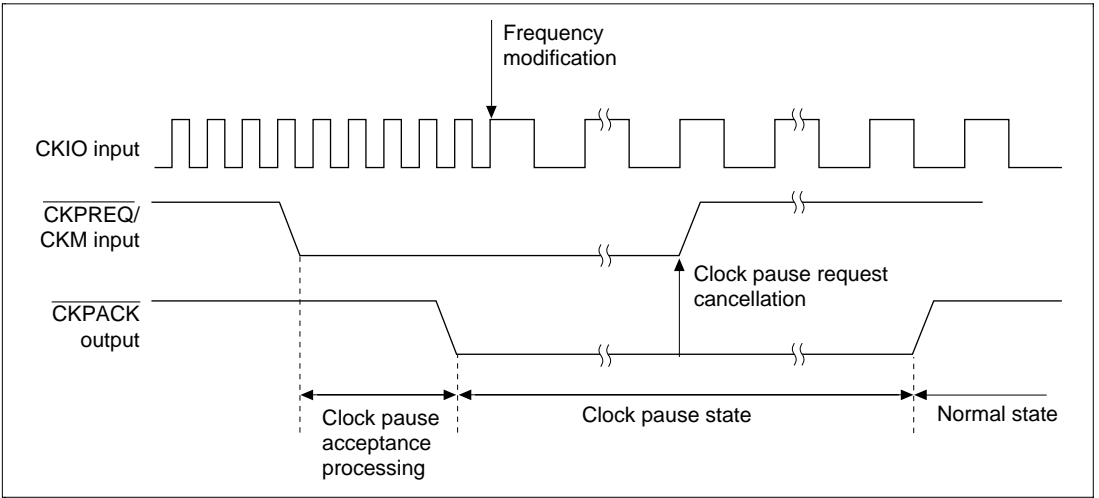 Frequency
modification
CKIO input
CKPREQ/
CKM input
Clock pause request
cancellation
CKPACK
output
Clock pause
acceptance
processing
Clock pause state
Normal state